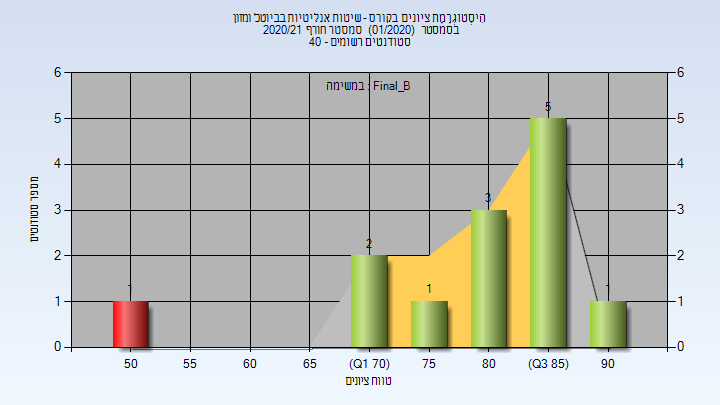 היסטוגרמת ציונים בקורס - שיטות אנליטיות בביוטכ' ומזון
בסמסטר (01/2020) סמסטר חורף 2020/21
סטודנטים רשומים - 40
במשימה : Final_B
מספר סטודנטים
6 6
5 5
4 4
3 3
2 2
1 1
0 0
1 2 1 3 5 1
50 55 60 65 (Q1 70) 75 80 (Q3 85) 90
טווח ציונים